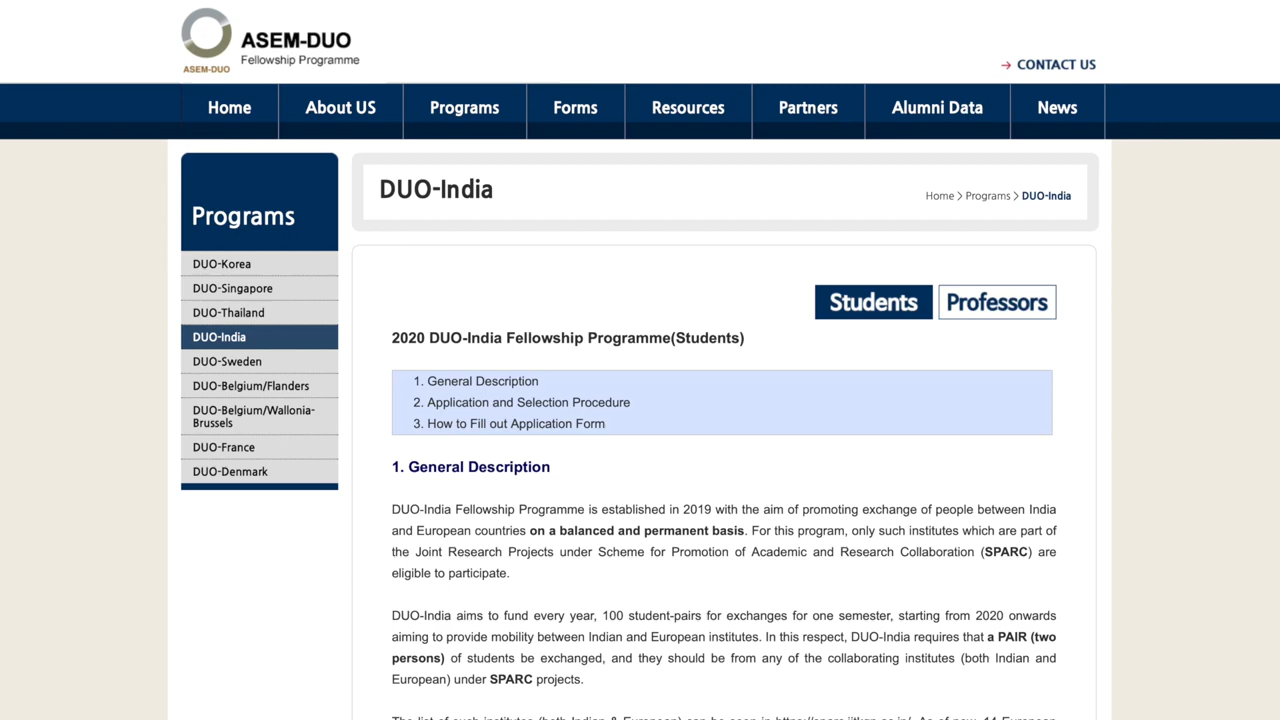 ASEM-DUO
Fellowship Programme
ASEM-DUO
CONTACT US
Home
About US
Programs
Forms
Resources
Partners
Alumni Data
News
Programs
DUO-Korea
DUO-Singapore
DUO-Thailand
DUO-India
DUO-Sweden
DUO-Belgium/Flanders
DUO-Belgium/Wallonia-
Brussels
DUO-France
DUO-Denmark
DUO-India
Home > Programs > DUO-India
Students
Professors
2020 DUO-India Fellowship Programme(Students)
1. General Description
2. Application and Selection Procedure
3. How to Fill out Application Form
1. General Description
DUO-India Fellowship Programme is established in 2019 with the aim of promoting exchange of people between India
and European countries on a balanced and permanent basis. For this program, only such institutes which are part of
the Joint Research Projects under Scheme for Promotion of Academic and Research Collaboration (SPARC) are
eligible to participate.
DUO-India aims to fund every year, 100 student-pairs for exchanges for one semester, starting from 2020 onwards
aiming to provide mobility between Indian and European institutes. In this respect, DUO-India requires that a PAIR (two
persons) of students be exchanged, and they should be from any of the collaborating institutes (both Indian and
European) under SPARC projects.